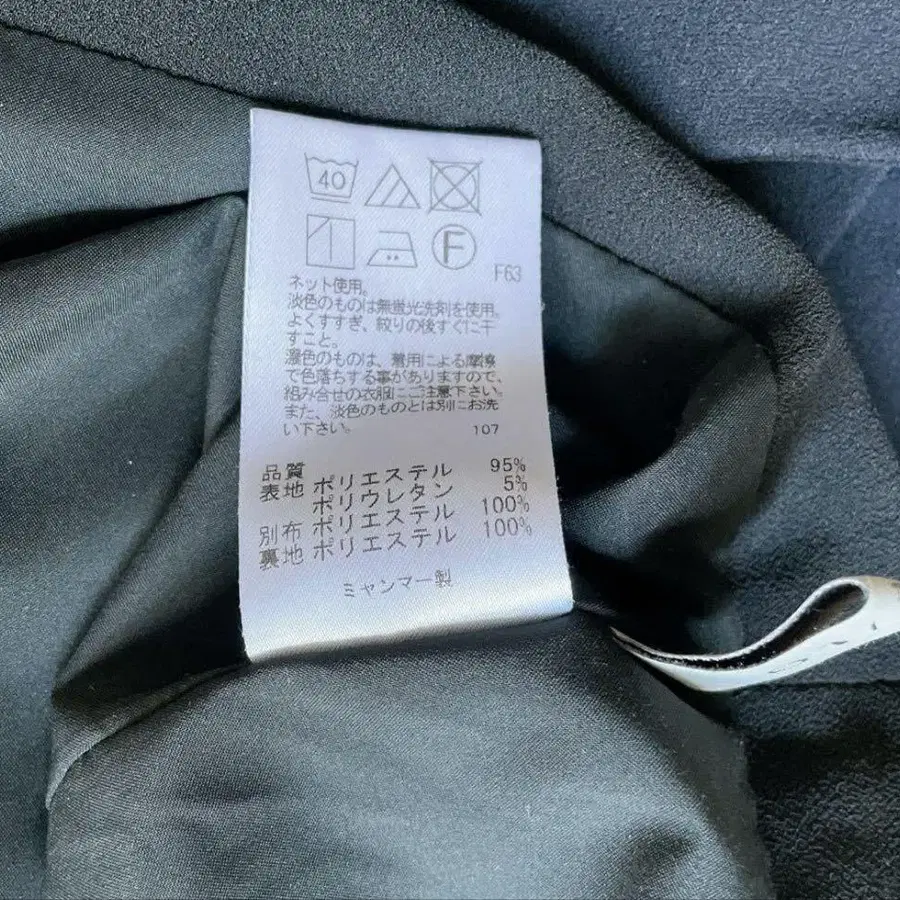 40
F
F63
ネット使用。
淡色のものは無蛍光洗剤を使用。
よくすすぎ、絞りの後すぐに干
すこと。
濃色のものは、着用による摩擦
で色落ちする事がありますので、
組み合せの衣服にご注意下さい。
また、淡色のものとは別にお洗
い下さい。 107
品質
表地 ポリエステル 95%
ポリウレタン 5%
別布 ポリエステル 100%
裏地 ポリエステル 100%
ミャンマー製